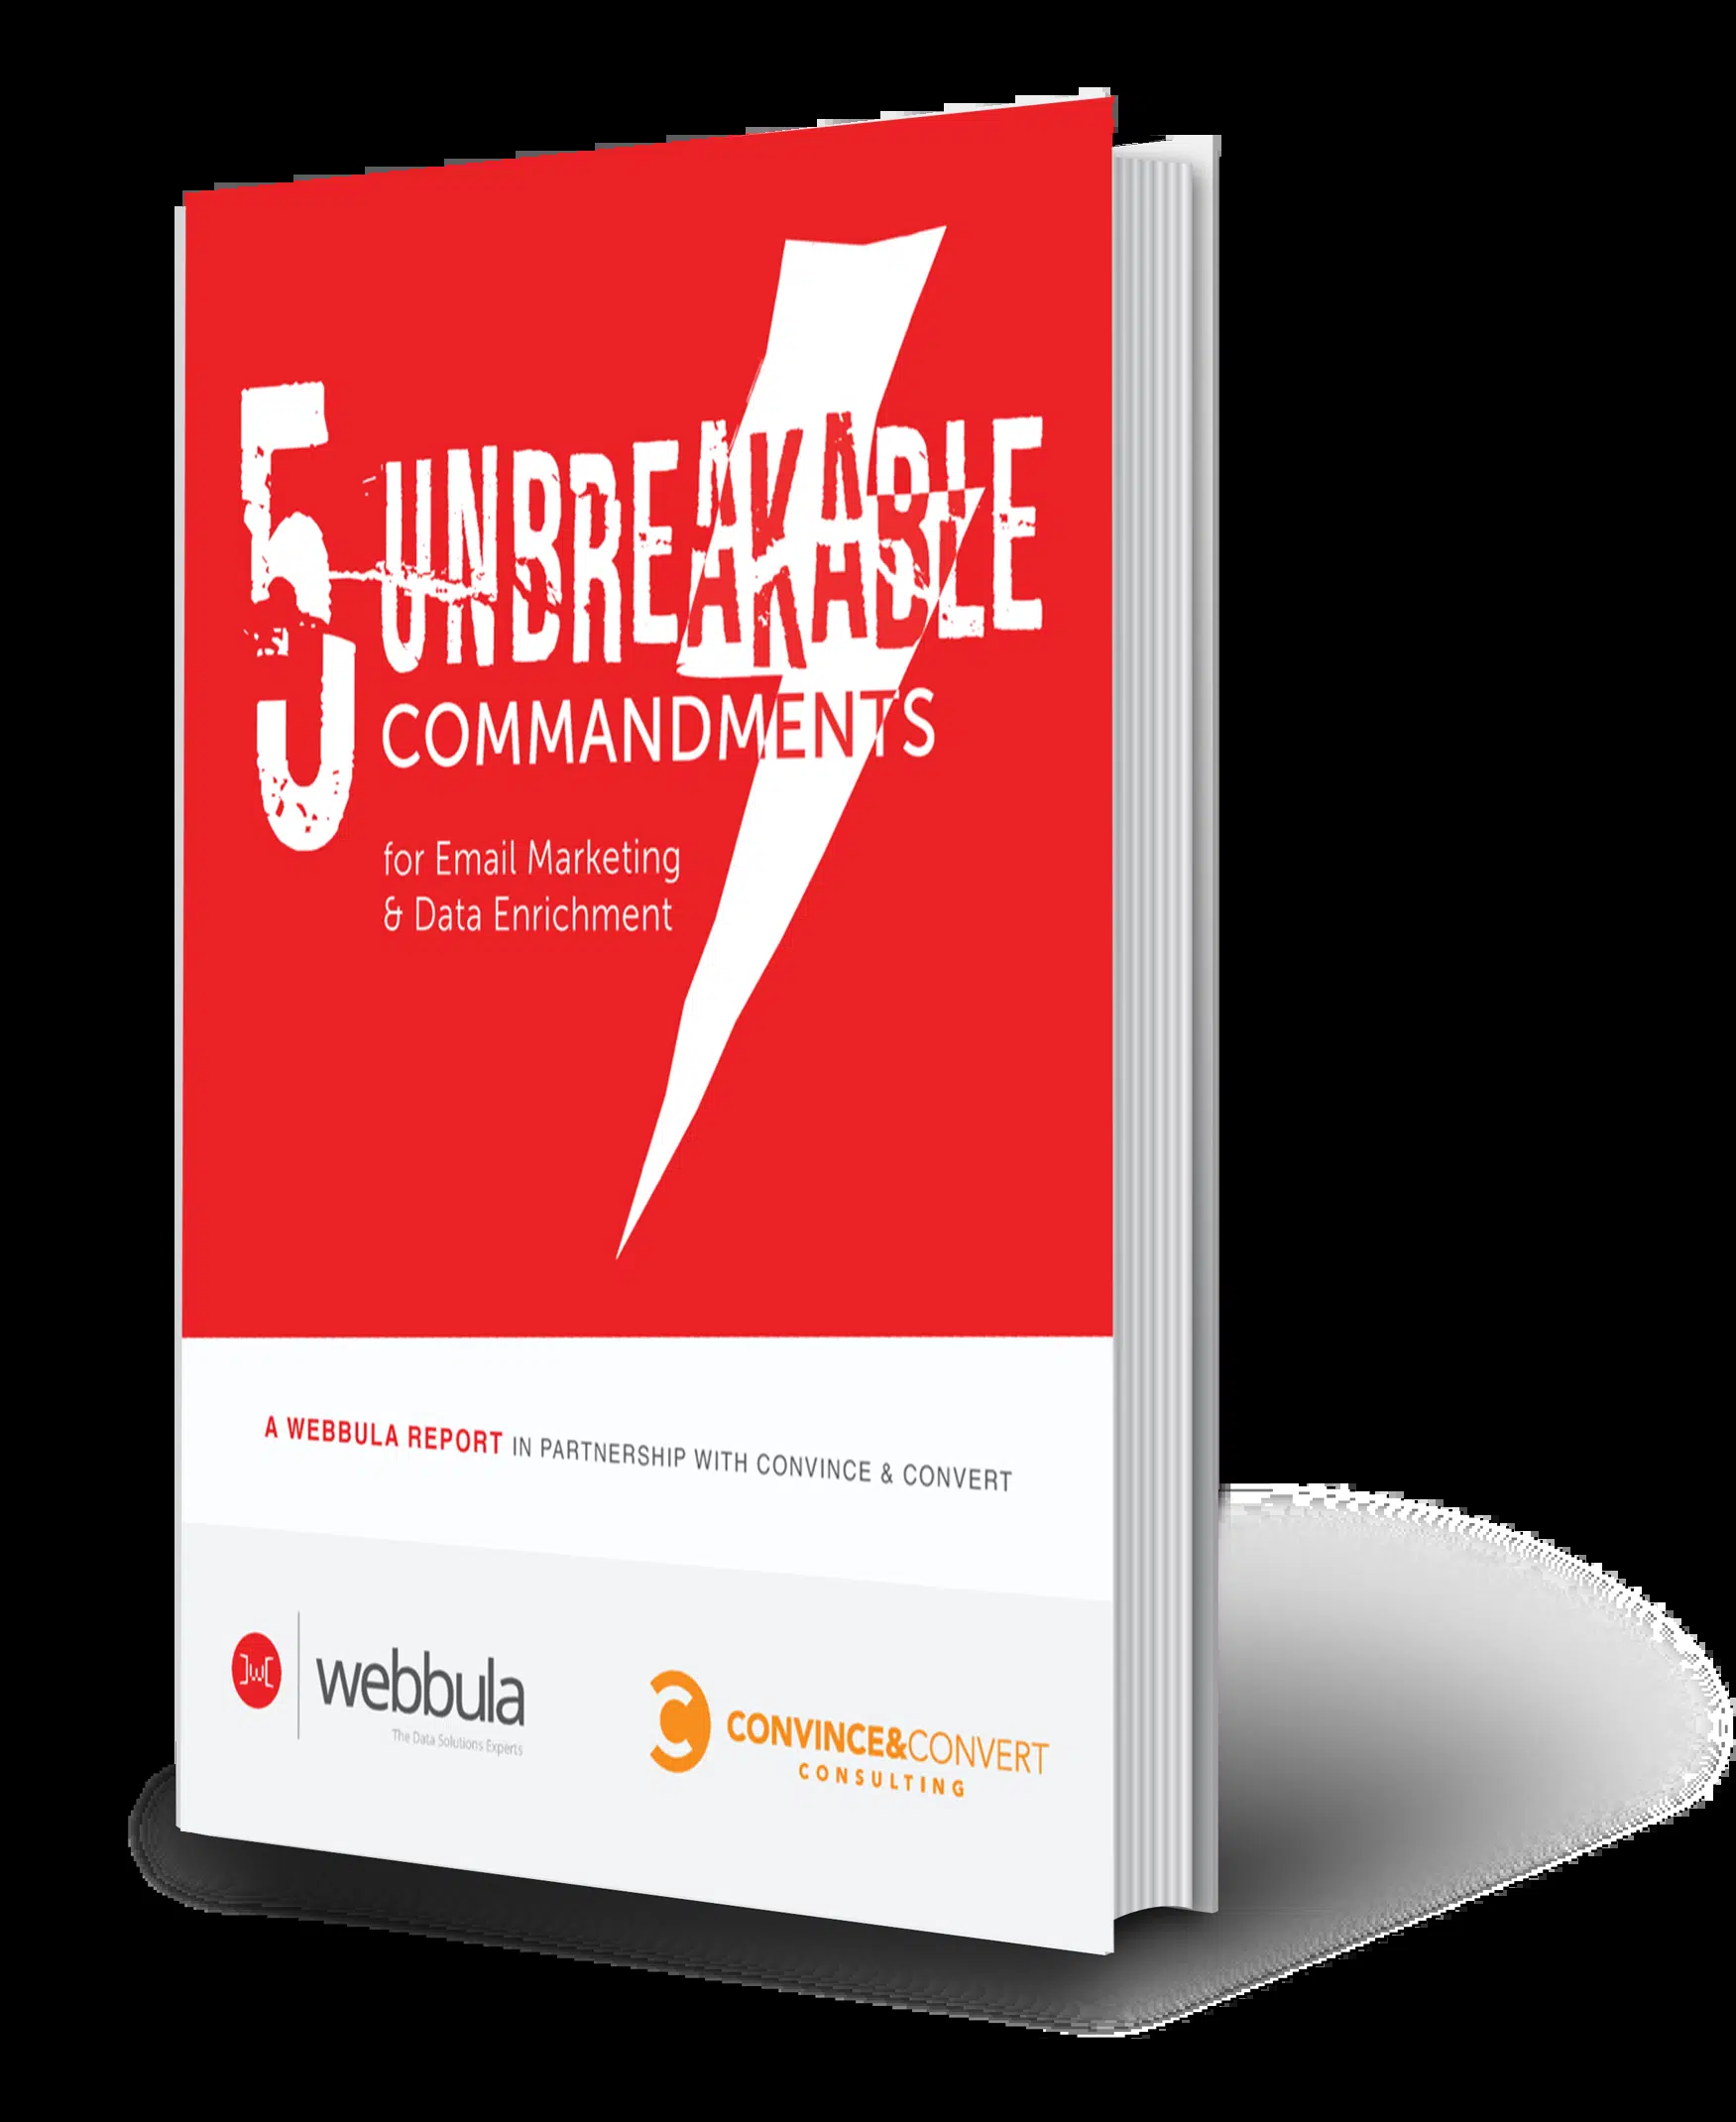 5 UNBREAKABLE
COMMANDMENTS
for Email Marketing
& Data Enrichment
A WEBBULA REPORT IN PARTNERSHIP WITH CONVINCE & CONVERT
webbula
The Data Solutions Experts
CONVINCE&CONVERT
CONSULTING